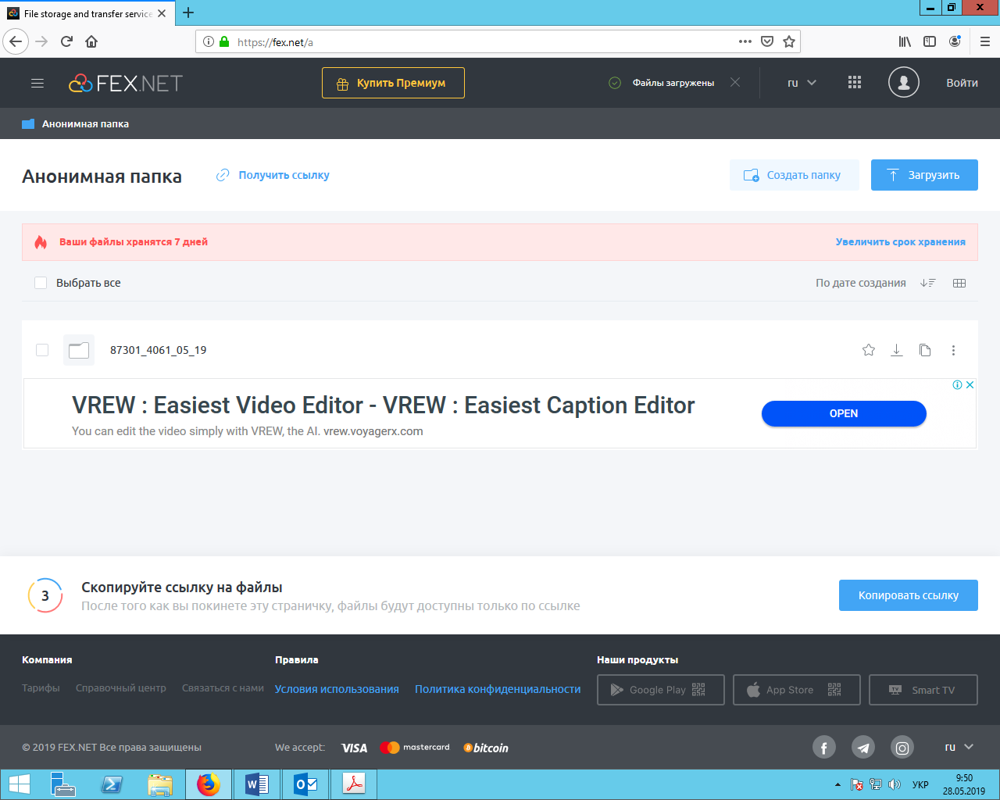 File storage and transfer service
https://fex.net/a
FEX.NET
Купить Премиум
Файлы загружены
ru
Войти
Анонимная папка
Анонимная папка
Получить ссылку
Создать папку
Загрузить
Ваши файлы хранятся 7 дней
Увеличить срок хранения
Выбрать все
По дате создания
87301_4061_05_19
VREW : Easiest Video Editor - VREW : Easiest Caption Editor
You can edit the video simply with VREW, the AI. vrew.voyagerx.com
OPEN
3
Скопируйте ссылку на файлы
После того как вы покинете эту страничку, файлы будут доступны только по ссылке
Копировать ссылку
Компания
Правила
Наши продукты
Тарифы
Справочный центр
Связаться с нами
Условия использования
Политика конфиденциальности
Google Play
App Store
TV
Smart TV
© 2019 FEX.NET Все права защищены
We accept:
VISA
mastercard
bitcoin
ru
УКР
9:50
28.05.2019